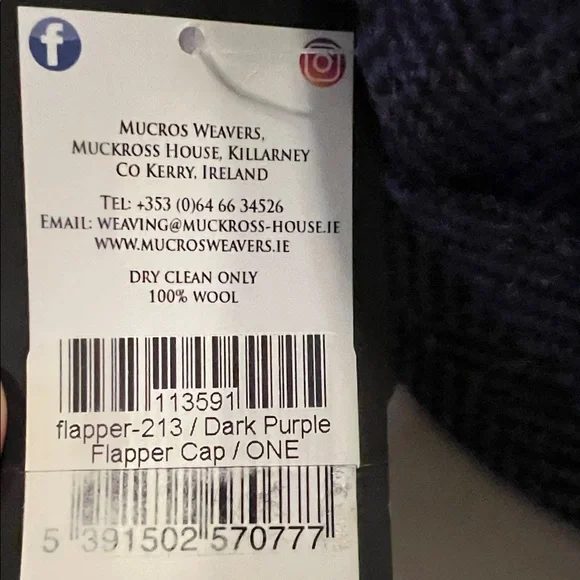 f
MUCROS WEAVERS,
MUCKROSS HOUSE, KILLARNEY
CO KERRY, IRELAND
TEL: +353 (0)64 66 34526
EMAIL: WEAVING@MUCKROSS-HOUSE.IE
WWW.MUCROSWEAVERS.IE
DRY CLEAN ONLY
100% WOOL
113591
flapper-213 / Dark Purple
Flapper Cap / ONE
5 391502 570777